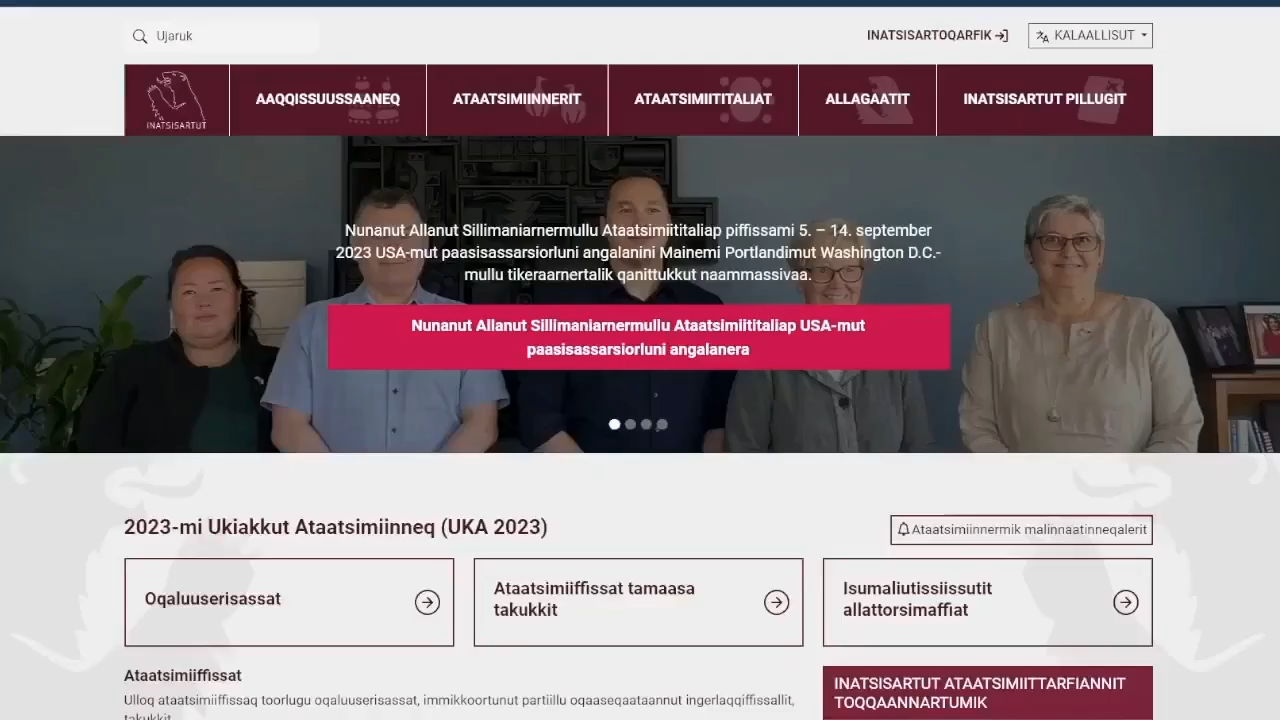 Ujaruk
INATSISARTOQARFIK
KALAALLISUT
INATSISARTUT
AAQQISSUUSSAANEQ
ATAATSIMIINNERIT
ATAATSIMIITITALIAT
ALLAGAATIT
INATSISARTUT PILLUGIT
Nunanut Allanut Sillimaniarnermullu Ataatsimiititaliap piffissami 5. – 14. september
2023 USA-mut paasisassarsiorluni angalanini Mainemi Portlandimut Washington D.C.-
mullu tikeraarnertalik qanittukkut naammassivaa.
Nunanut Allanut Sillimaniarnermullu Ataatsimiititaliap USA-mut
paasisassarsiorluni angalanera
2023-mi Ukiakkut Ataatsimiinneq (UKA 2023)
Ataatsimiinnermik malinnaatinneqalerit
Oqaluuserisassat
Ataatsimiiffissat tamaasa
takukkit
Isumaliutissiissutit
allattorsimaffiat
Ataatsimiiffissat
Ulloq ataatsimiiffissaq toorlugu oqaluuserisassat, immikkoortunut partiillu oqaaseqaataannut ingerlaqqiffissallit,
takukkit
INATSISARTUT ATAATSIMIITTARFIANNIT
TOQQAANNARTUMIK